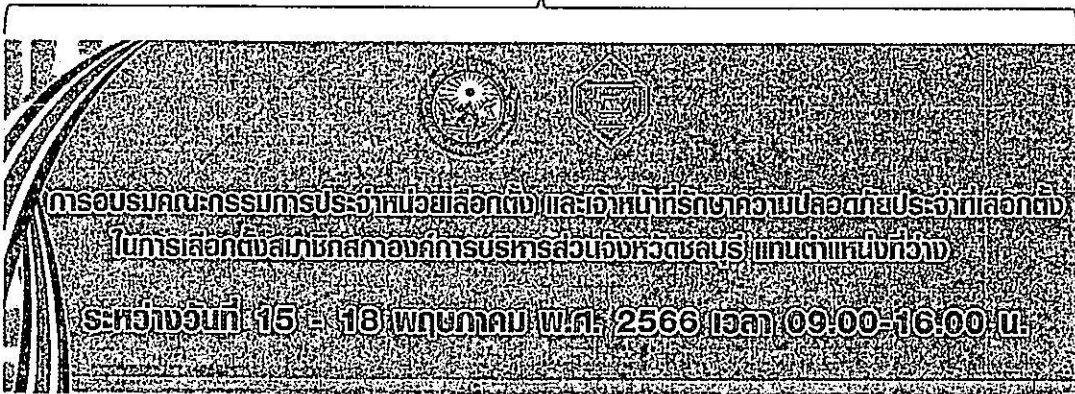 การอบรมคณะกรรมการประจำหน่วยเลือกตั้ง และเจ้าหน้าที่รักษาความปลอดภัยประจำที่เลือกตั้ง
ในการเลือกตั้งสมาชิกสภาองค์การบริหารส่วนจังหวัดชลบุรี แทนตำแหน่งที่ว่าง
ระหว่างวันที่ 15 - 18 พฤษภาคม พ.ศ. 2566 เวลา 09.00-16.00 น.